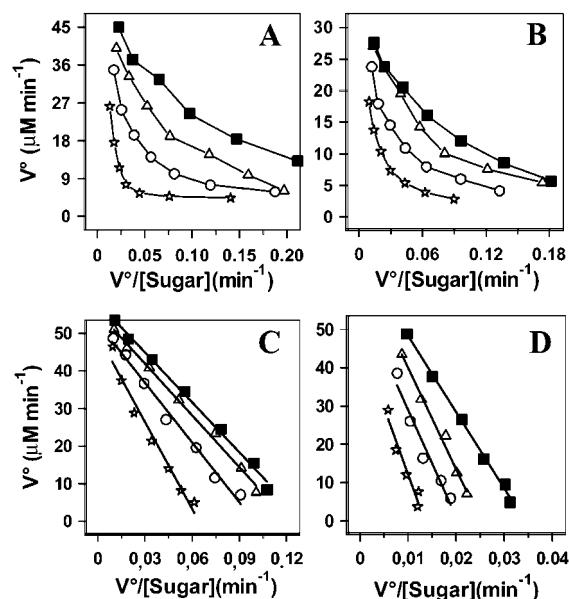 A
V° (μM min⁻¹)
45
36
27
18
9
0
0 0.05 0.10 0.15 0.20
V°/[Sugar](min⁻¹)
B
30
25
20
15
10
5
0
0.00 0.06 0.12 0.18
V°/[Sugar](min⁻¹)
C
V° (μM min⁻¹)
50
40
30
20
10
0
0 0,03 0,06 0,09 0.12
V°/[Sugar](min⁻¹)
D
50
40
30
20
10
0
0,01 0,02 0,03 0.04
V°/[Sugar](min⁻¹)